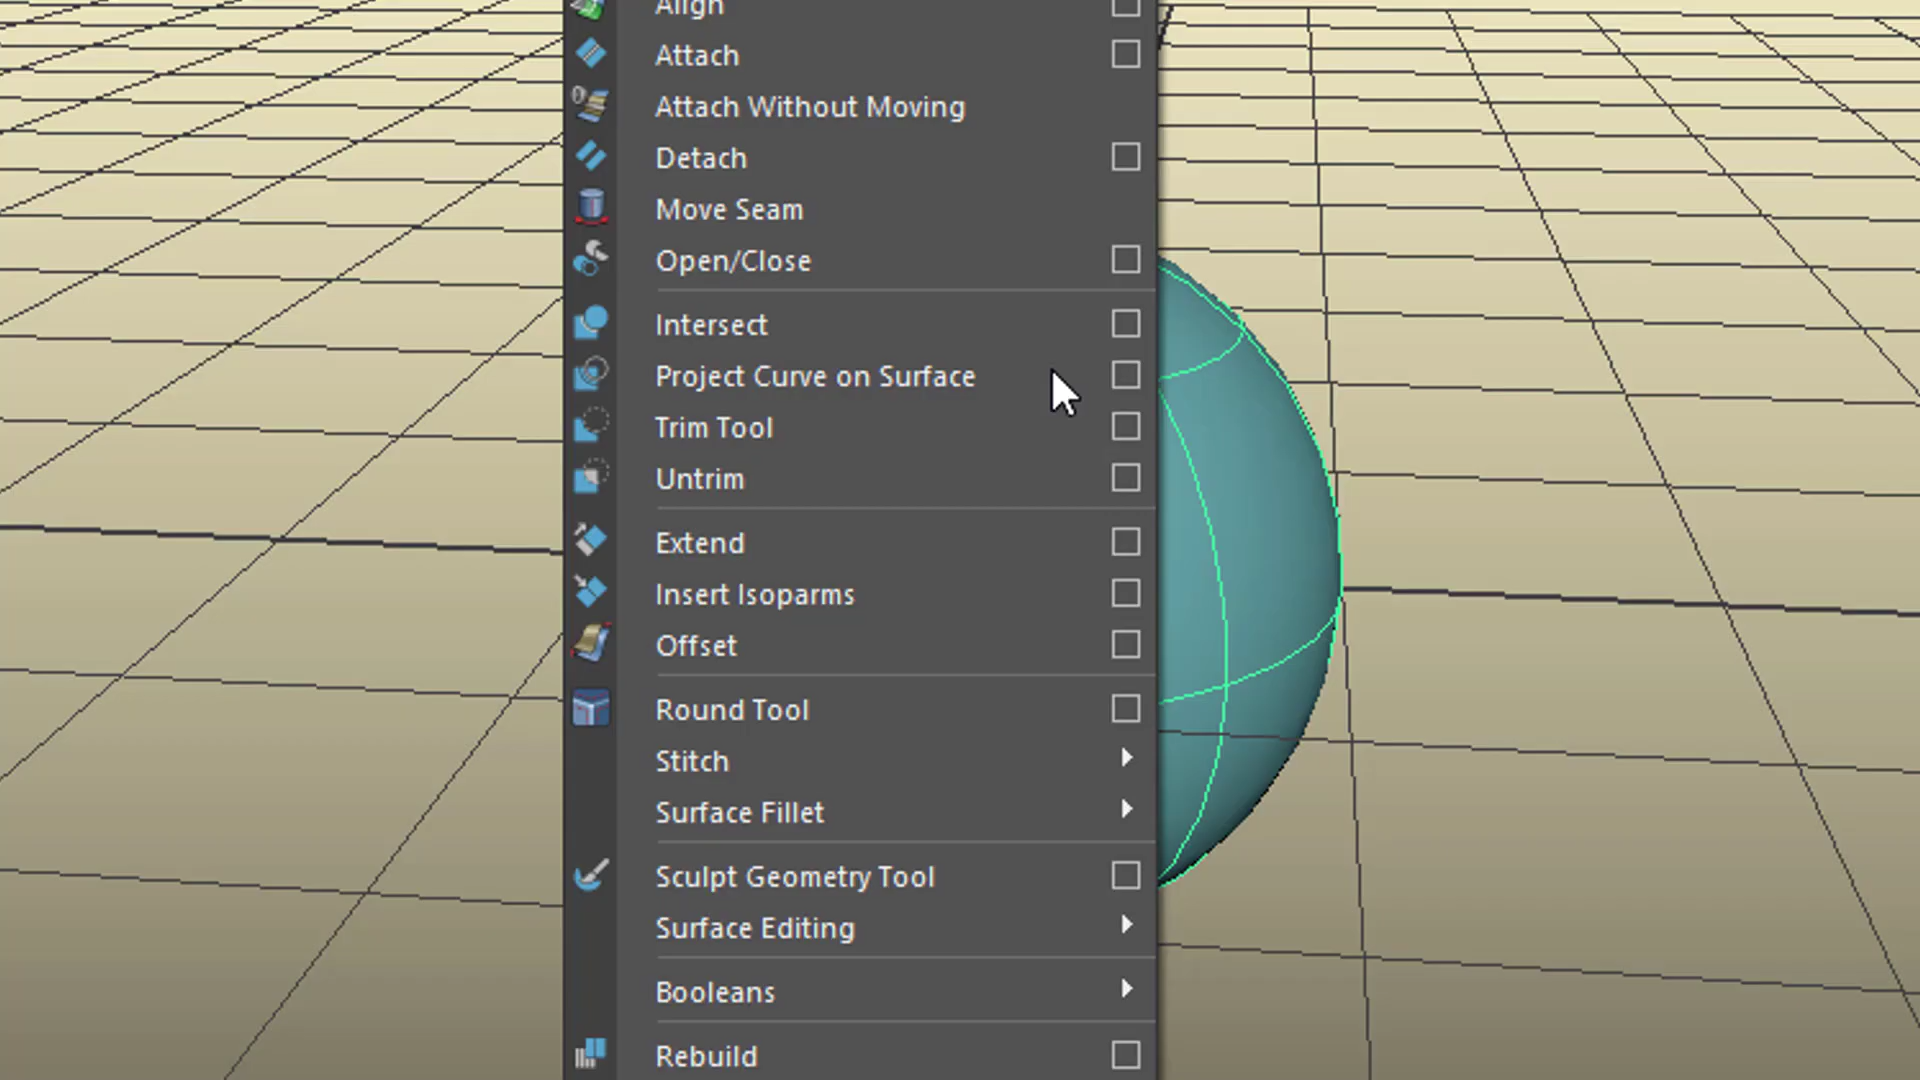 Align
Attach
Attach Without Moving
Detach
Move Seam
Open/Close
Intersect
Project Curve on Surface
Trim Tool
Untrim
Extend
Insert Isoparms
Offset
Round Tool
Stitch
Surface Fillet
Sculpt Geometry Tool
Surface Editing
Booleans
Rebuild